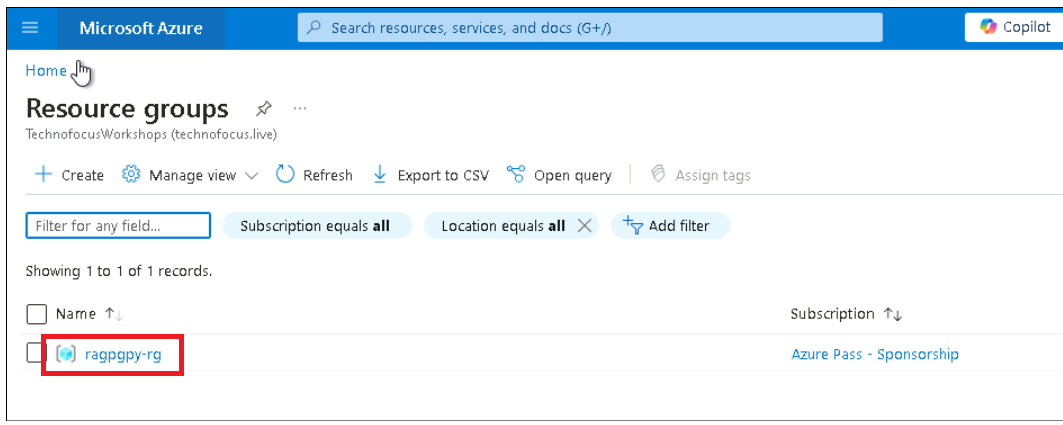 Microsoft Azure Search resources, services, and docs (G+/) Copilot
Home
Resource groups ...
TechnofocusWorkshops (technofocus.live)
Create Manage view Refresh Export to CSV Open query Assign tags
Filter for any field... Subscription equals all Location equals all Add filter
Showing 1 to 1 of 1 records.
Name ↑↓ Subscription ↑↓
ragpgpy-rg Azure Pass - Sponsorship